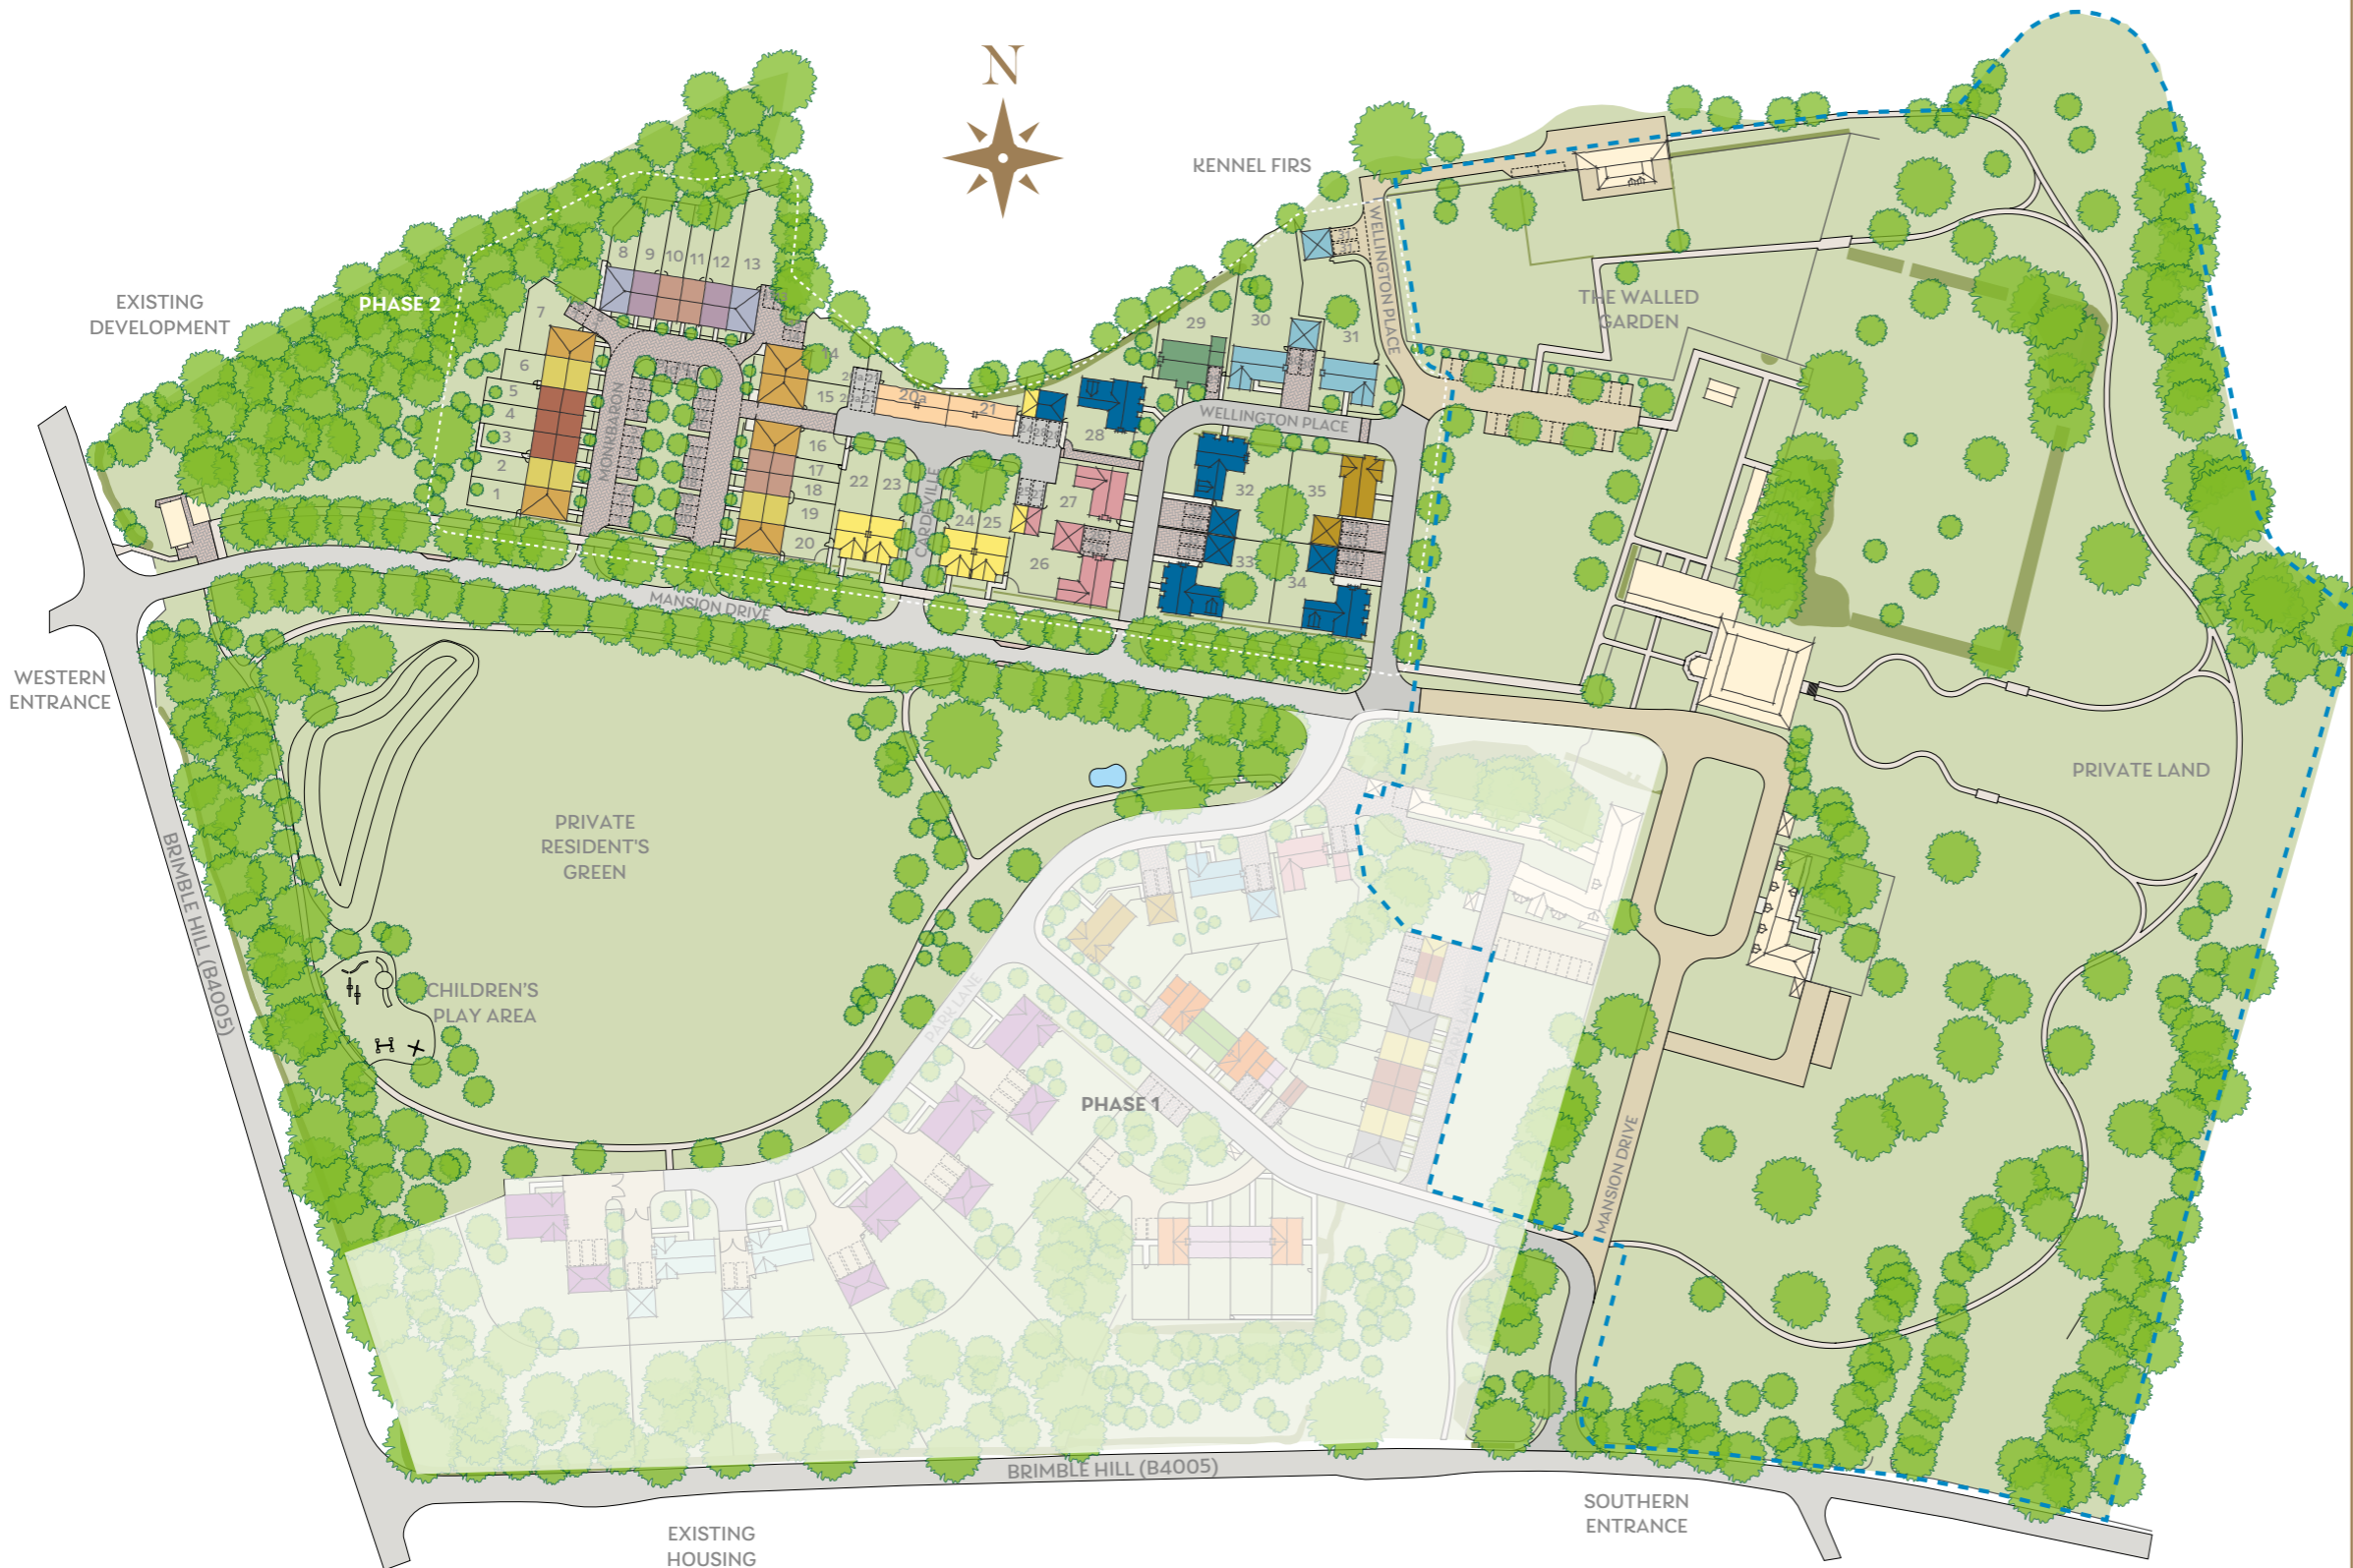 N
KENNEL FIRS
EXISTING
DEVELOPMENT
PHASE 2
8
9
10
11
12
13
7
6
5
4
3
2
1
MONKBARON
14
15
16
17
18
19
20
20a
21
22
23
24
25
CARDEVILLE
26
27
28
29
30
31
31
31
32
33
34
35
WELLINGTON PLACE
WELLINGTON PLACE
THE WALLED
GARDEN
MANSION DRIVE
WESTERN
ENTRANCE
PRIVATE LAND
PRIVATE
RESIDENT'S
GREEN
BRIMBLE HILL (B4005)
CHILDREN'S
PLAY AREA
PARK LANE
PARK LANE
PHASE 1
MANSION DRIVE
BRIMBLE HILL (B4005)
SOUTHERN
ENTRANCE
EXISTING
HOUSING